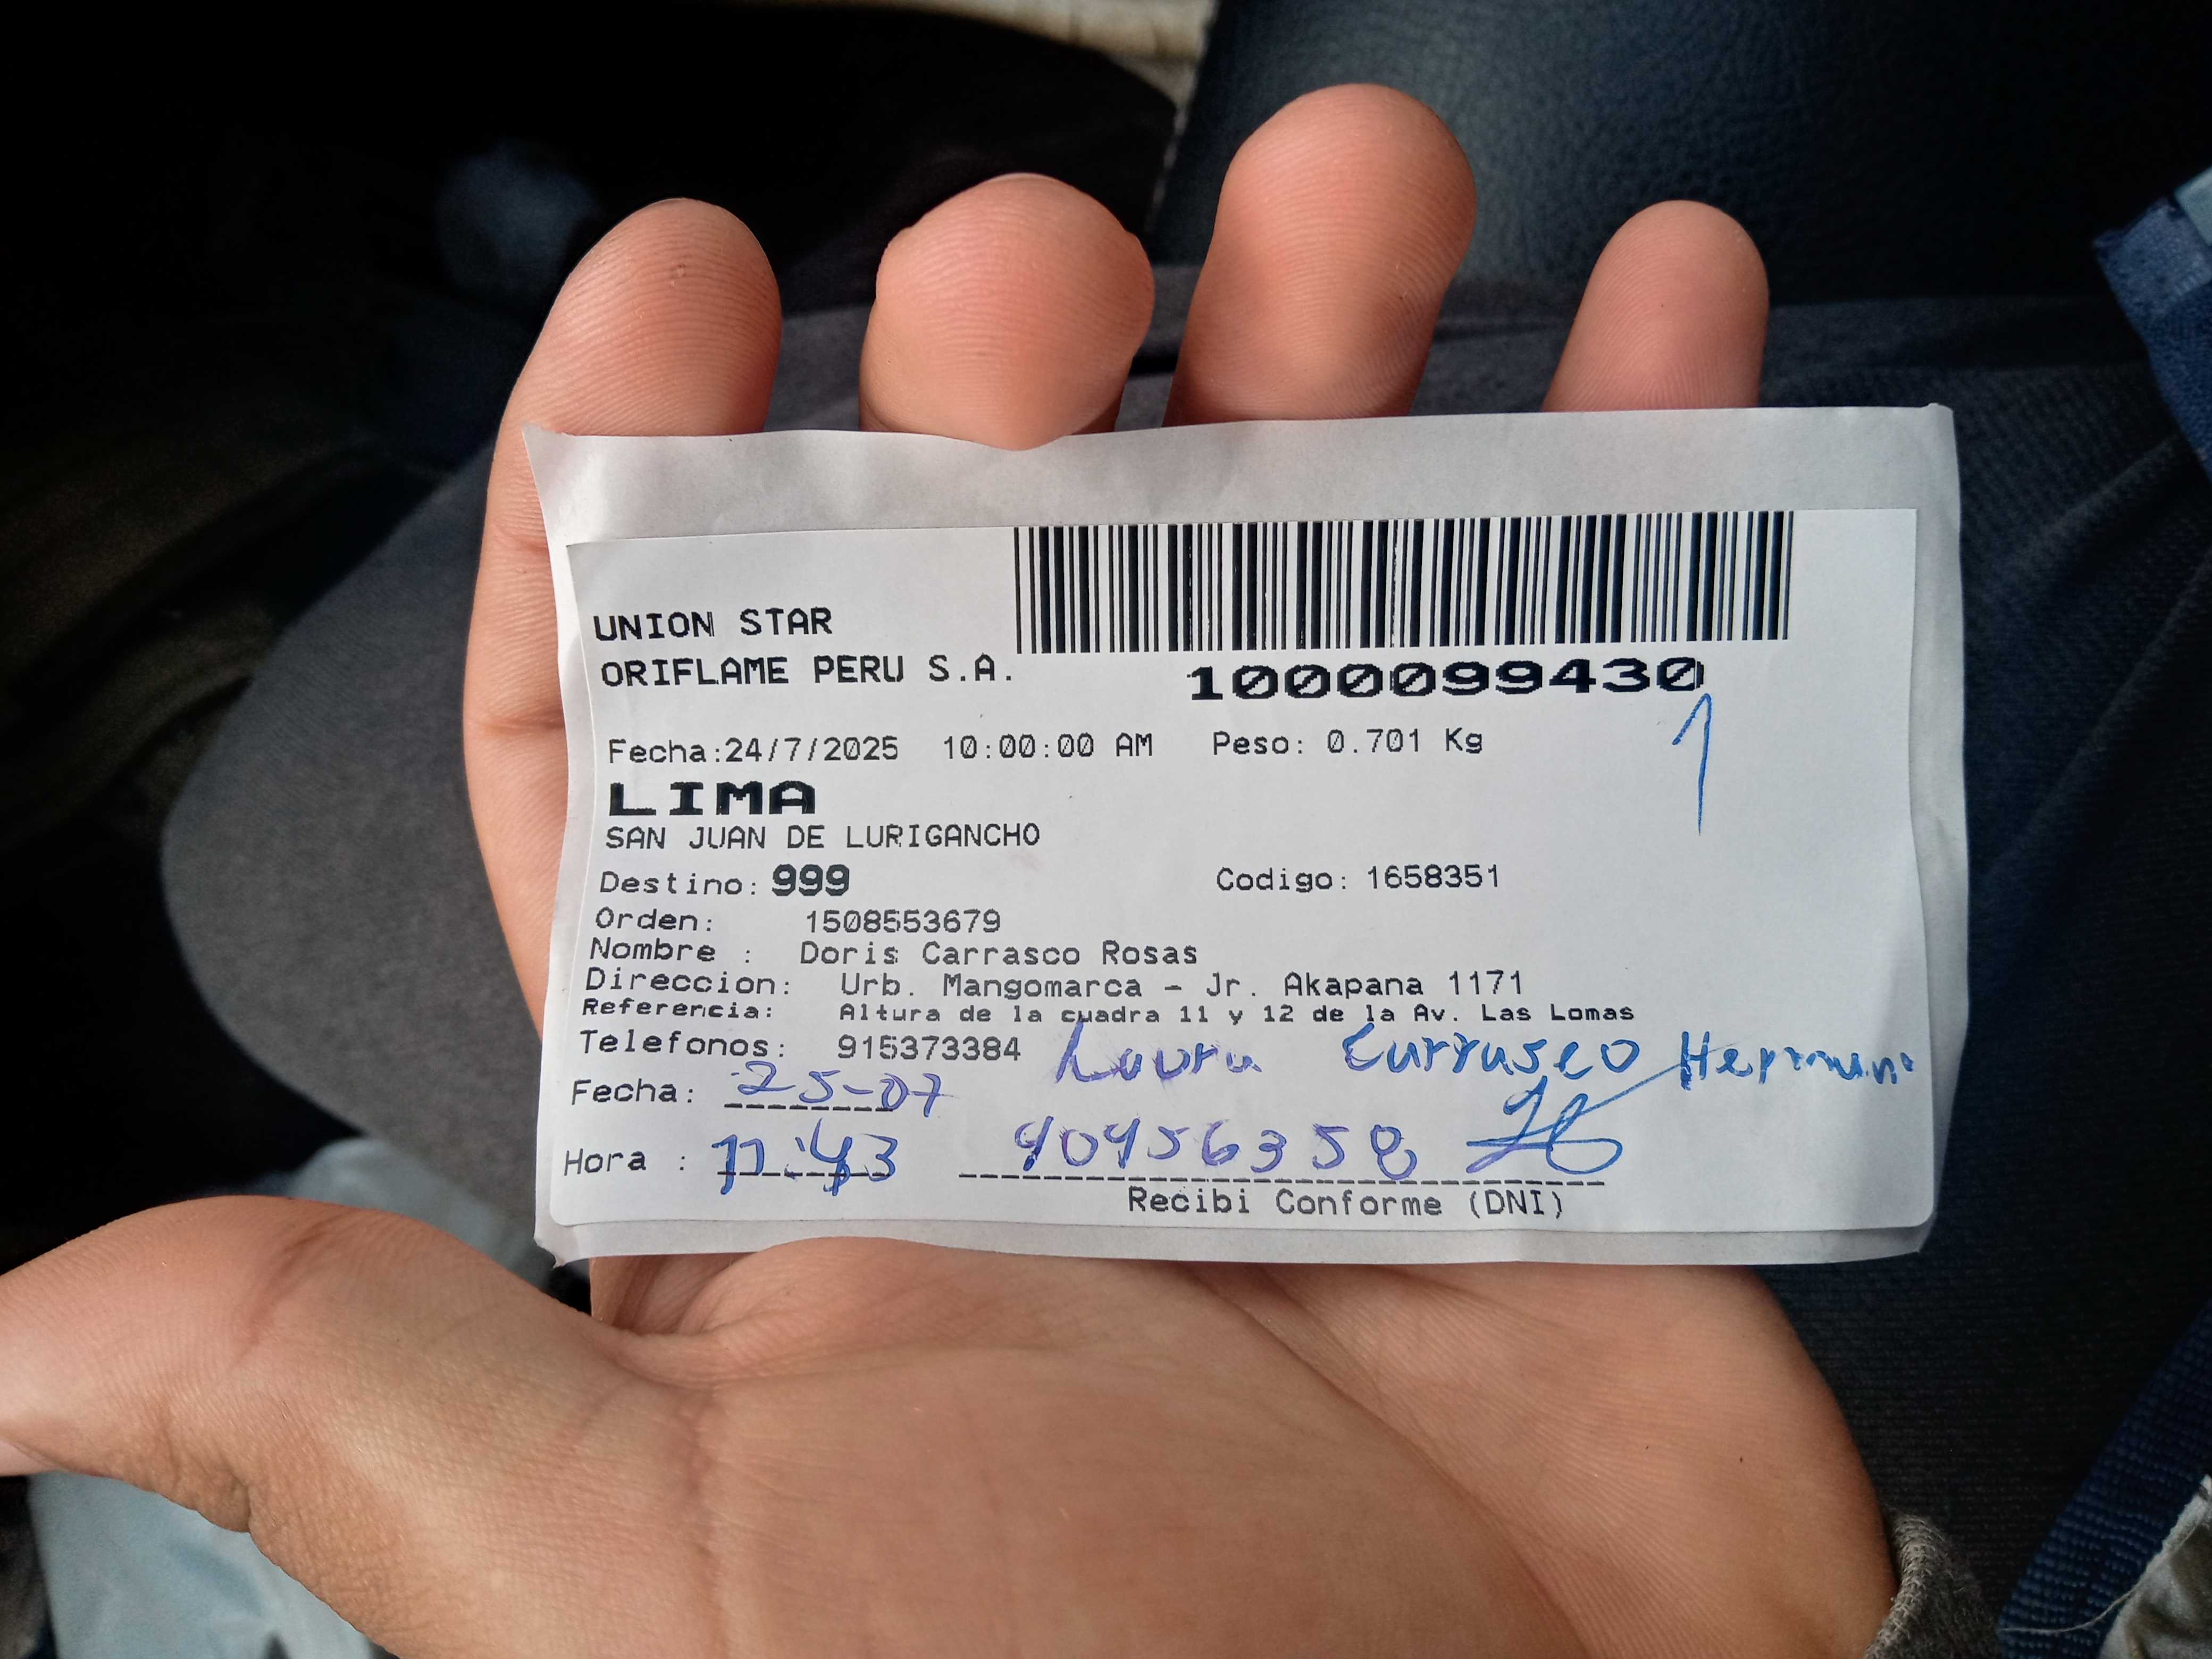 UNION STAR
ORIFLAME PERU S.A.
1000099430
1
Fecha:24/7/2025 10:00:00 AM Peso: 0.701 Kg
LIMA
SAN JUAN DE LURIGANCHO
Destino: 999 Codigo: 1658351
Orden: 1508553679
Nombre : Doris Carrasco Rosas
Direccion: Urb. Mangomarca - Jr. Akapana 1171
Referencia: Altura de la cuadra 11 y 12 de la Av. Las Lomas
Telefonos: 915373384 Laura Carrasco
Fecha: 25-07
Hora : 11:43 40456358
Recibi Conforme (DNI)